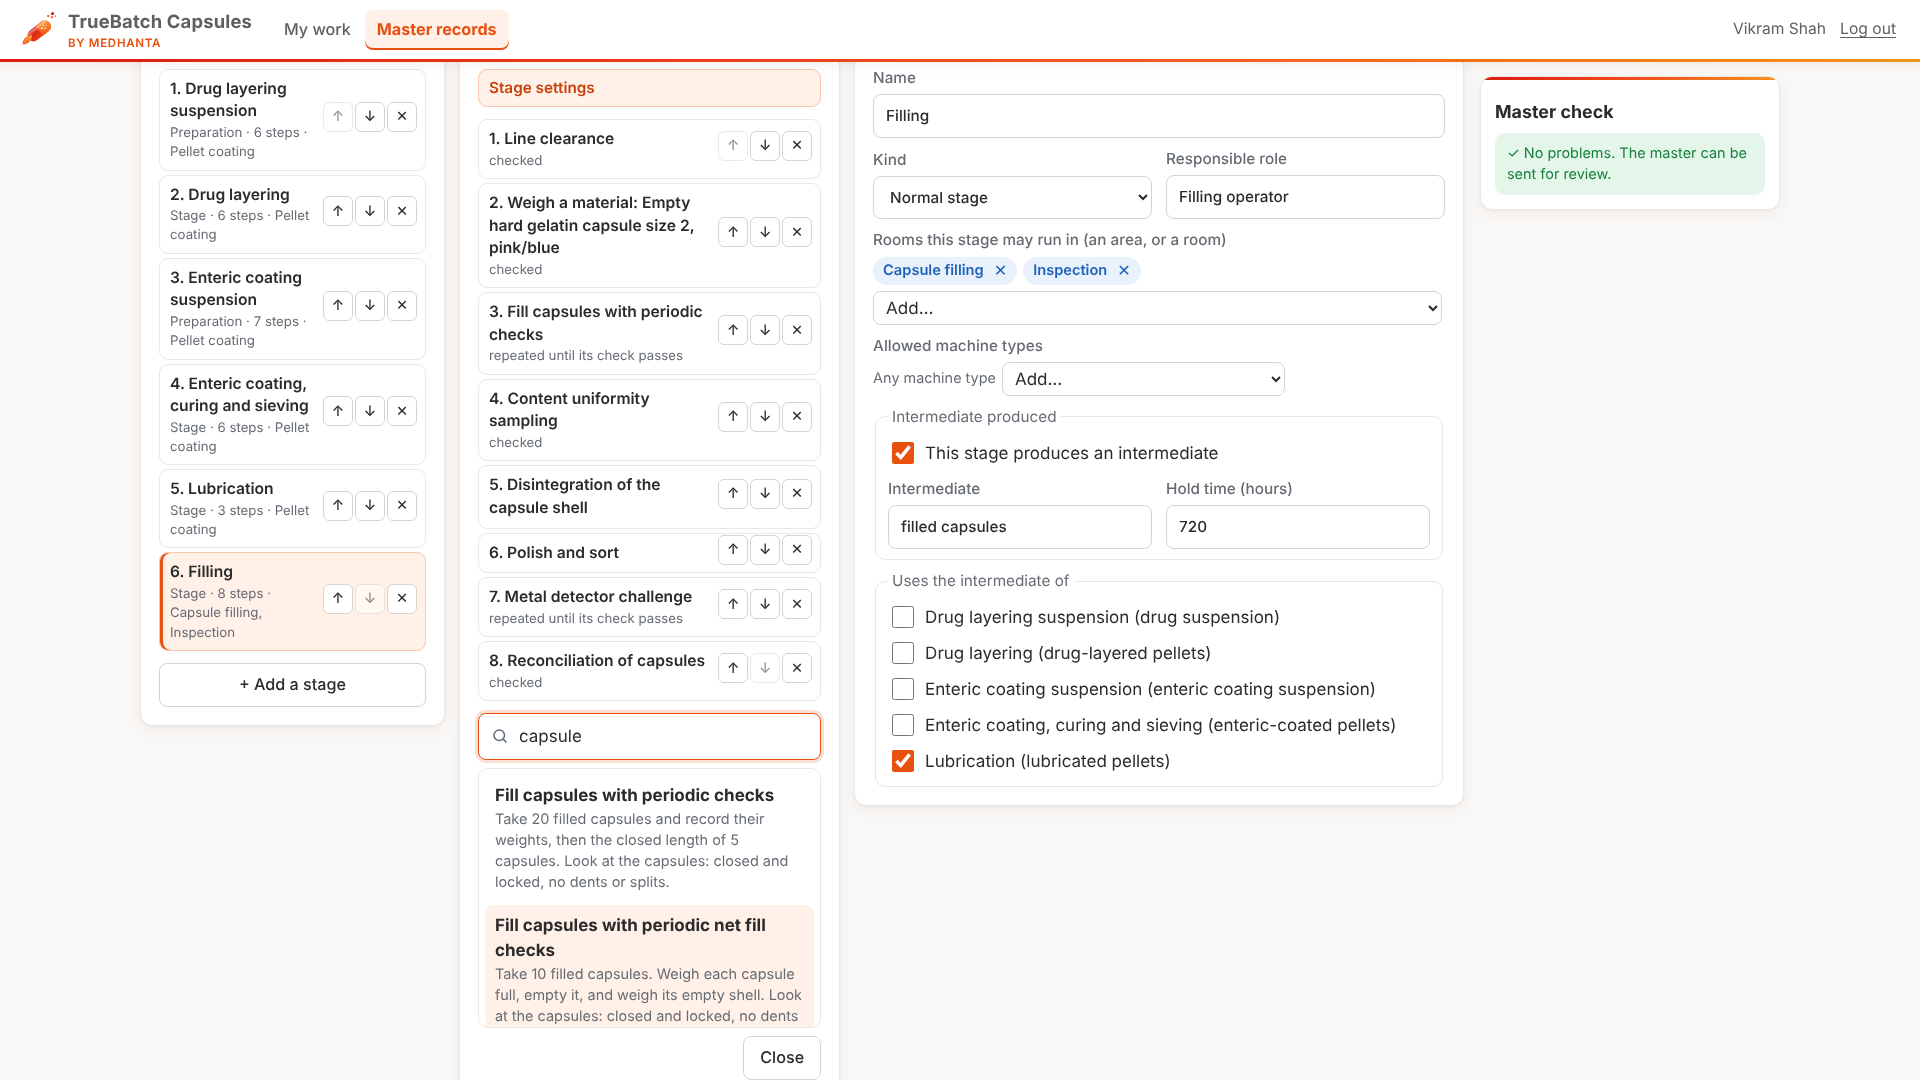 TrueBatch Capsules
BY MEDHANTA
My work
Master records
Vikram Shah
Log out
1. Drug layering
suspension
Preparation · 6 steps ·
Pellet coating
↑ ↓ ✕
2. Drug layering
Stage · 6 steps · Pellet
coating
↑ ↓ ✕
3. Enteric coating
suspension
Preparation · 7 steps ·
Pellet coating
↑ ↓ ✕
4. Enteric coating,
curing and sieving
Stage · 6 steps · Pellet
coating
↑ ↓ ✕
5. Lubrication
Stage · 3 steps · Pellet
coating
↑ ↓ ✕
6. Filling
Stage · 8 steps ·
Capsule filling,
Inspection
↑ ↓ ✕
+ Add a stage
Stage settings
1. Line clearance
checked
↑ ↓ ✕
2. Weigh a material: Empty
hard gelatin capsule size 2,
pink/blue
checked
↑ ↓ ✕
3. Fill capsules with periodic
checks
repeated until its check passes
↑ ↓ ✕
4. Content uniformity
sampling
checked
↑ ↓ ✕
5. Disintegration of the
capsule shell
↑ ↓ ✕
6. Polish and sort
↑ ↓ ✕
7. Metal detector challenge
repeated until its check passes
↑ ↓ ✕
8. Reconciliation of capsules
checked
↑ ↓ ✕
capsule
Fill capsules with periodic checks
Take 20 filled capsules and record their
weights, then the closed length of 5
capsules. Look at the capsules: closed and
locked, no dents or splits.
Fill capsules with periodic net fill
checks
Take 10 filled capsules. Weigh each capsule
full, empty it, and weigh its empty shell. Look
at the capsules: closed and locked, no dents
Close
Name
Filling
Kind
Normal stage
Responsible role
Filling operator
Rooms this stage may run in (an area, or a room)
Capsule filling ✕
Inspection ✕
Add...
Allowed machine types
Any machine type
Add...
Intermediate produced
This stage produces an intermediate
Intermediate
filled capsules
Hold time (hours)
720
Uses the intermediate of
Drug layering suspension (drug suspension)
Drug layering (drug-layered pellets)
Enteric coating suspension (enteric coating suspension)
Enteric coating, curing and sieving (enteric-coated pellets)
Lubrication (lubricated pellets)
Master check
✓ No problems. The master can be
sent for review.